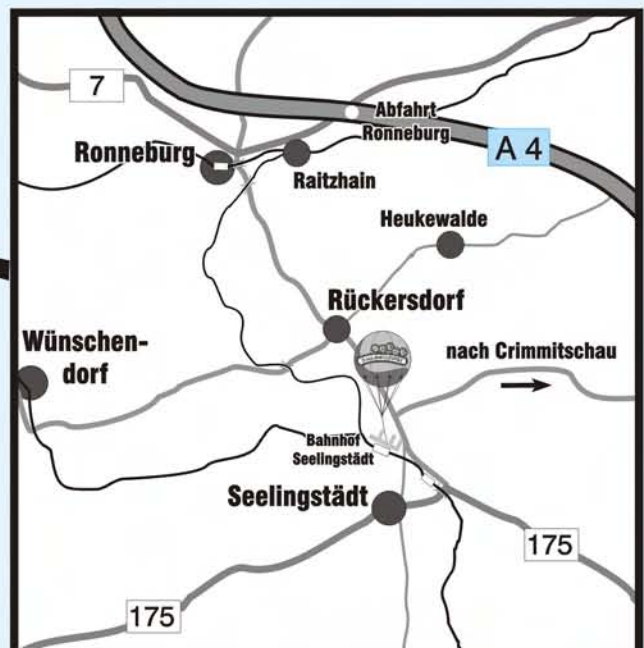 7
Abfahrt
Ronneburg
A 4
Ronneburg
Raitzhain
Heukewalde
Rückersdorf
Wünschen-
dorf
nach Crimmitschau
Bahnhof
Seelingstädt
Seelingstädt
175
175